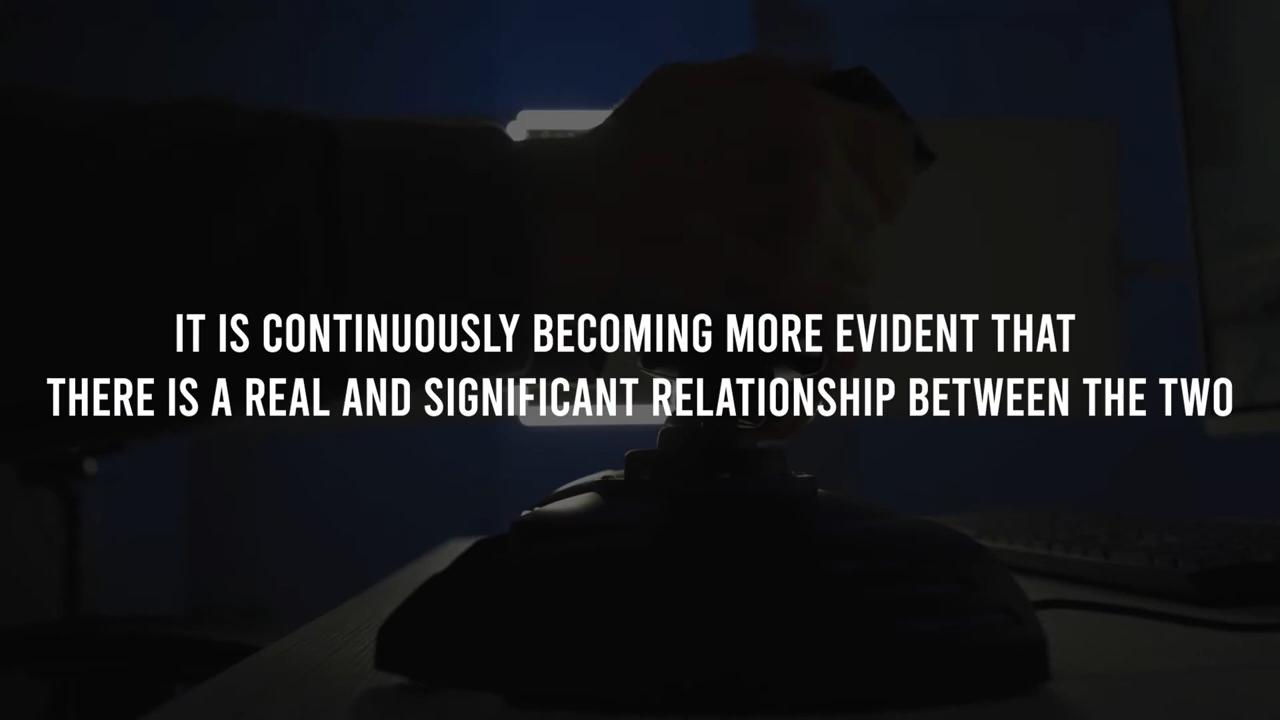 IT IS CONTINUOUSLY BECOMING MORE EVIDENT THAT
THERE IS A REAL AND SIGNIFICANT RELATIONSHIP BETWEEN THE TWO